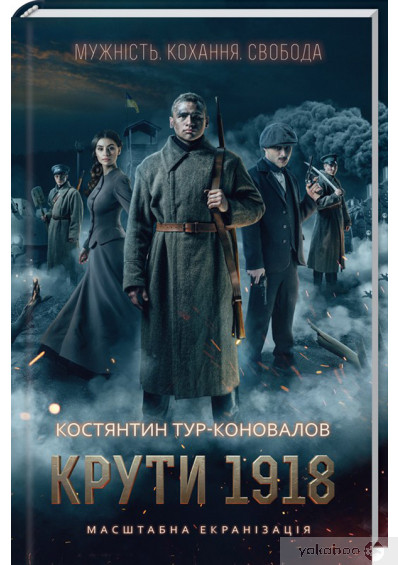 МУЖНІСТЬ. КОХАННЯ. СВОБОДА
КОСТЯНТИН ТУР-КОНОВАЛОВ
КРУТИ 1918
МАСШТАБНА ЕКРАНІЗАЦІЯ
yakaboo